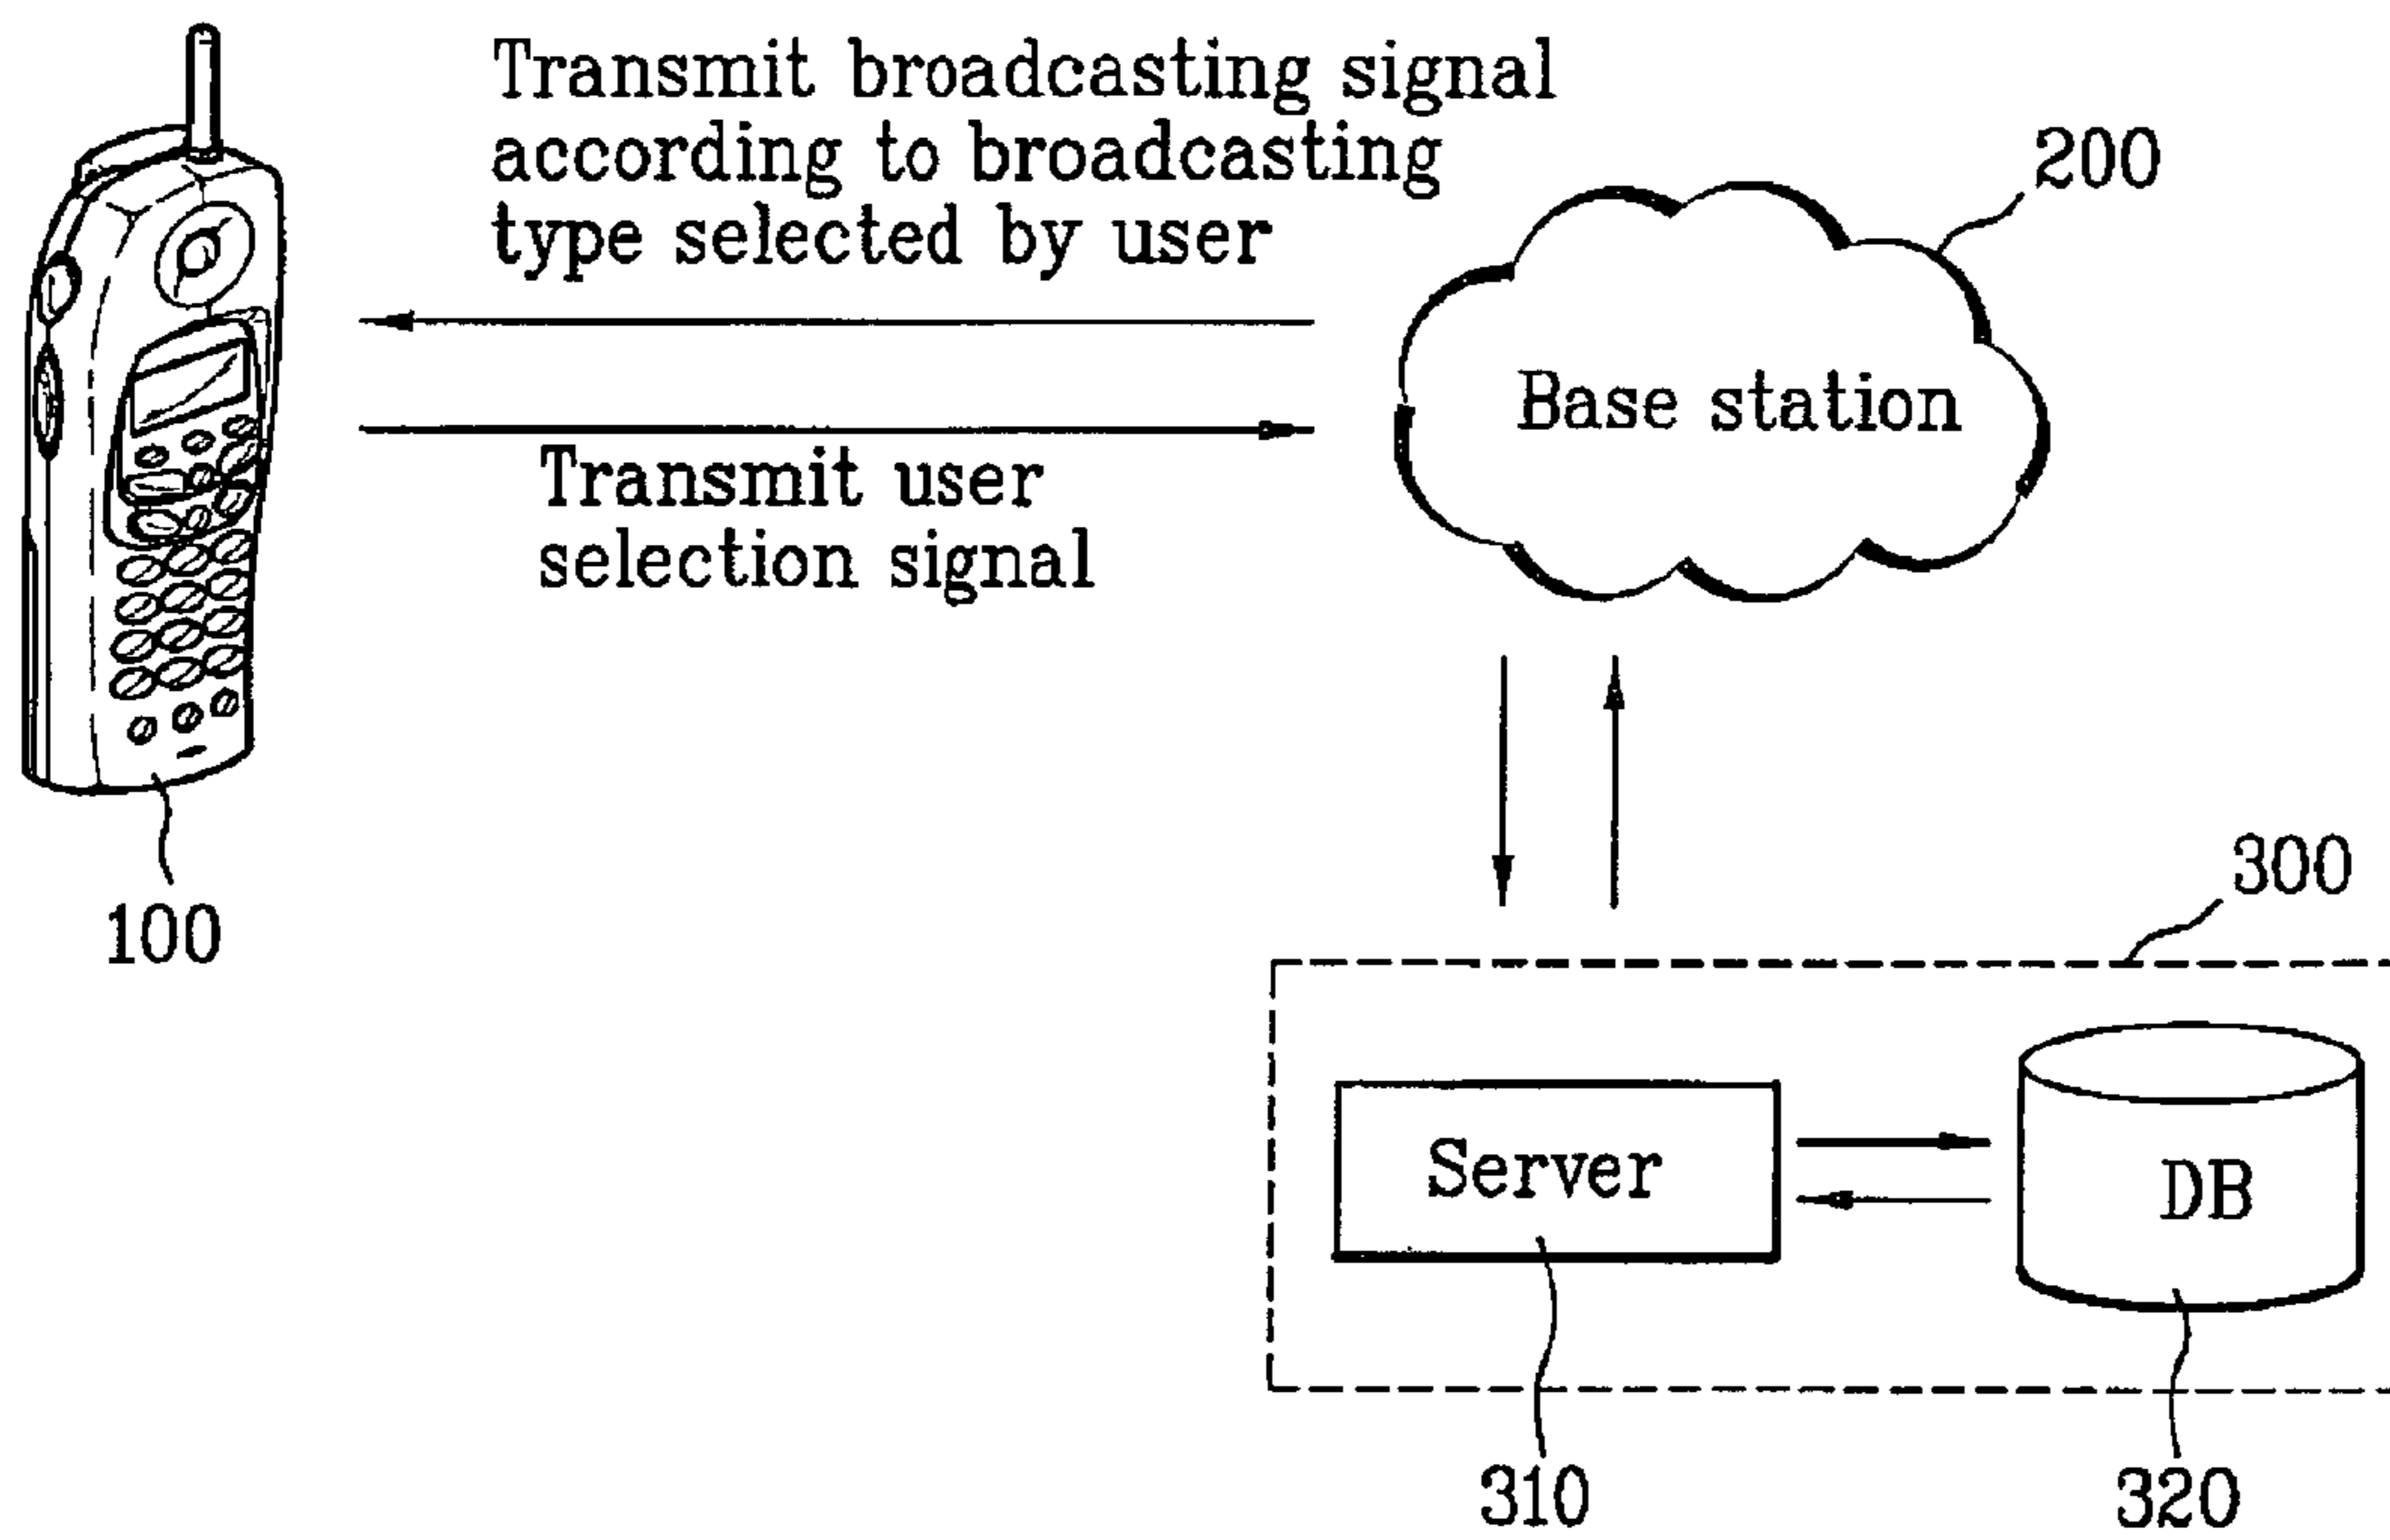 Transmit broadcasting signal
according to broadcasting
type selected by user
200
Base station
Transmit user
selection signal
100
300
Server
DB
310
320